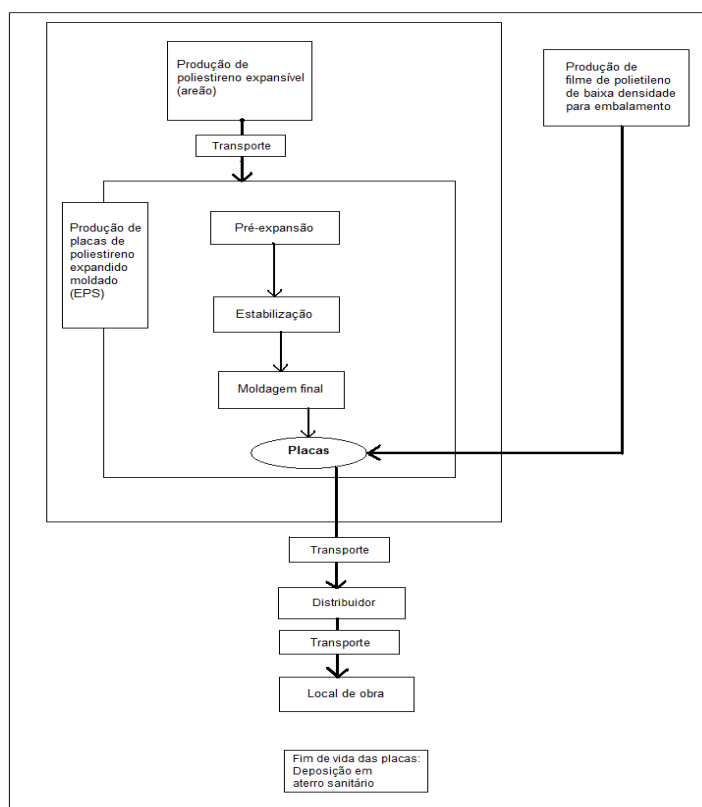 Produção de
poliestireno expansível
(areão)
Produção de
filme de polietileno
de baixa densidade
para embalamento
Transporte
Produção de
placas de
poliestireno
expandido
moldado
(EPS)
Pré-expansão
Estabilização
Moldagem final
Placas
Transporte
Distribuidor
Transporte
Local de obra
Fim de vida das placas:
Deposição em
aterro sanitário